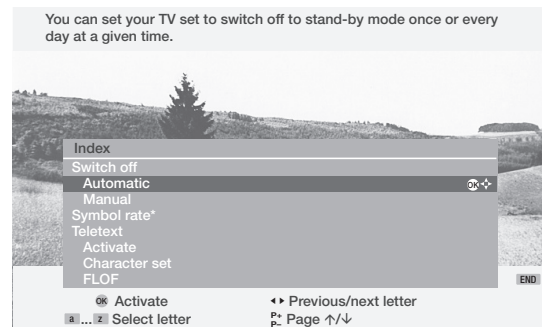 You can set your TV set to switch off to stand-by mode once or every
day at a given time.
Index
Switch off
Automatic OK
Manual
Symbol rate*
Teletext
Activate
Character set
FLOF
END
OK Activate ◂ ▸ Previous/next letter
a ... z Select letter P+ P– Page ↑/↓